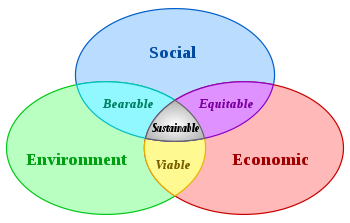 Social
Bearable
Equitable
Sustainable
Environment
Economic
Viable